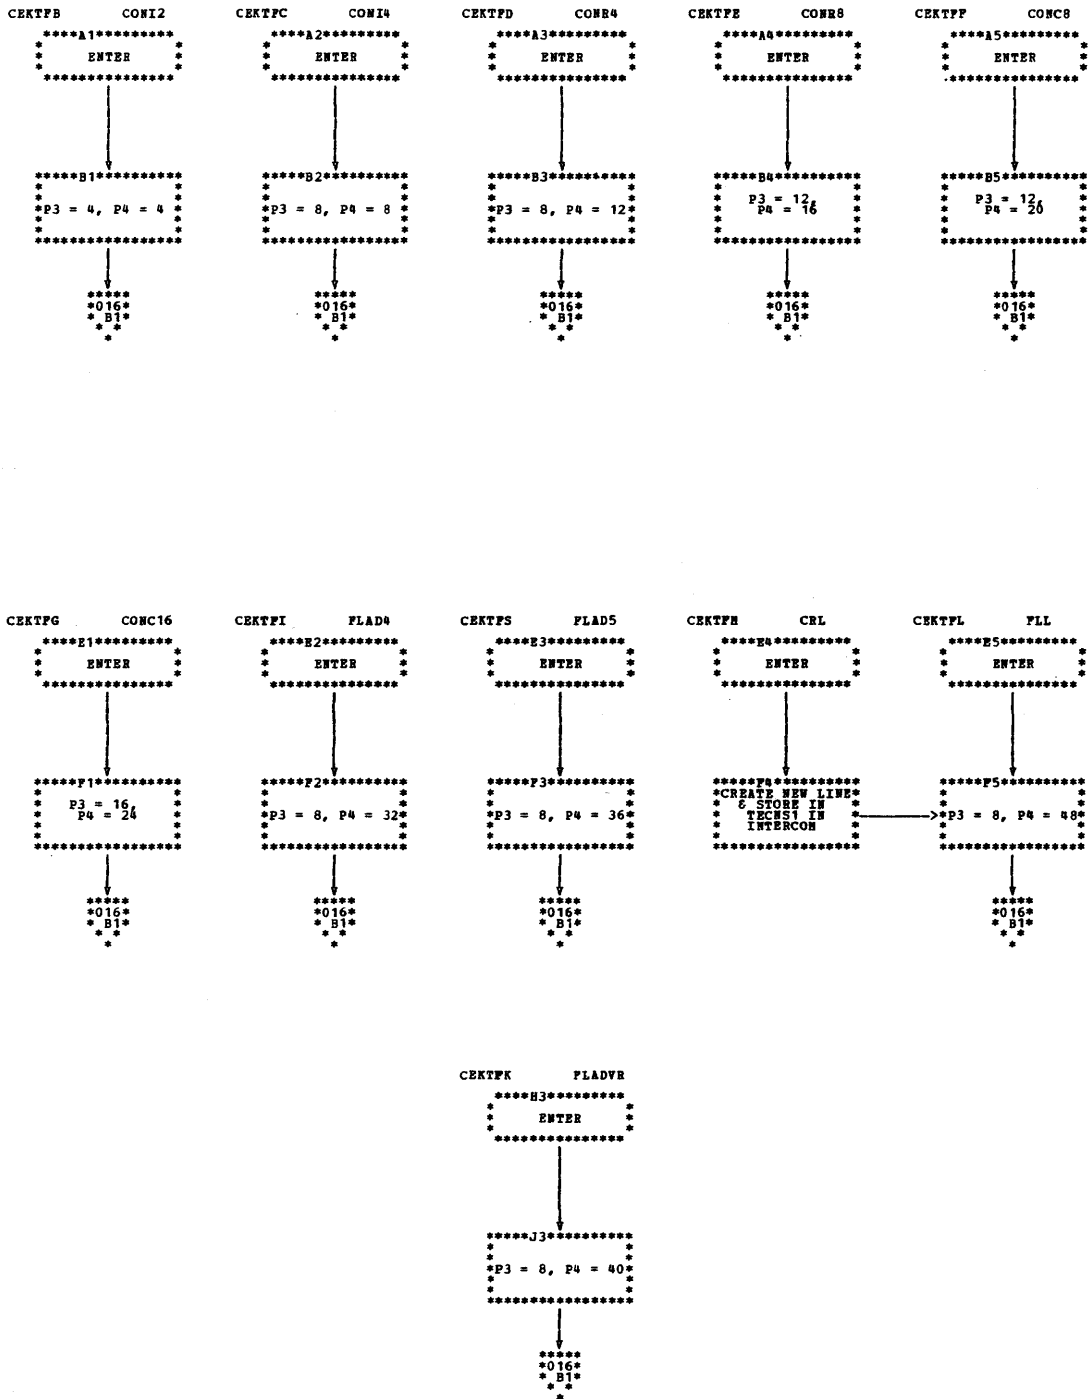 CEKTFB CONI2 CEKTFC CONI4 CEKTFD CONR4 CEKTFE CONR8 CEKTFF CONC8
****A1********* ****A2********* ****A3********* ****A4********* ****A5*********
ENTER ENTER ENTER ENTER ENTER
*****B1********** *****B2********** *****B3********** *****B4********** *****B5**********
P3 = 4, P4 = 4 P3 = 8, P4 = 8 P3 = 8, P4 = 12 P3 = 12, P3 = 12,
P4 = 16 P4 = 20
*016* *016* *016* *016* *016*
* B1* * B1* * B1* * B1* * B1*
CEKTFG CONC16 CEKTFI FLAD4 CEKTFS FLAD5 CEKTFH CRL CEKTFL FLL
****E1********* ****E2********* ****E3********* ****E4********* ****E5*********
ENTER ENTER ENTER ENTER ENTER
*****F1********** *****F2********** *****F3********** *****F4********** *****F5**********
P3 = 16, P3 = 8, P4 = 32 P3 = 8, P4 = 36 CREATE NEW LINE P3 = 8, P4 = 48
P4 = 24 & STORE IN
TECNS1 IN
INTERCOM
*016* *016* *016* *016*
* B1* * B1* * B1* * B1*
CEKTFK FLADVR
****H3*********
ENTER
*****J3**********
P3 = 8, P4 = 40
*016*
* B1*